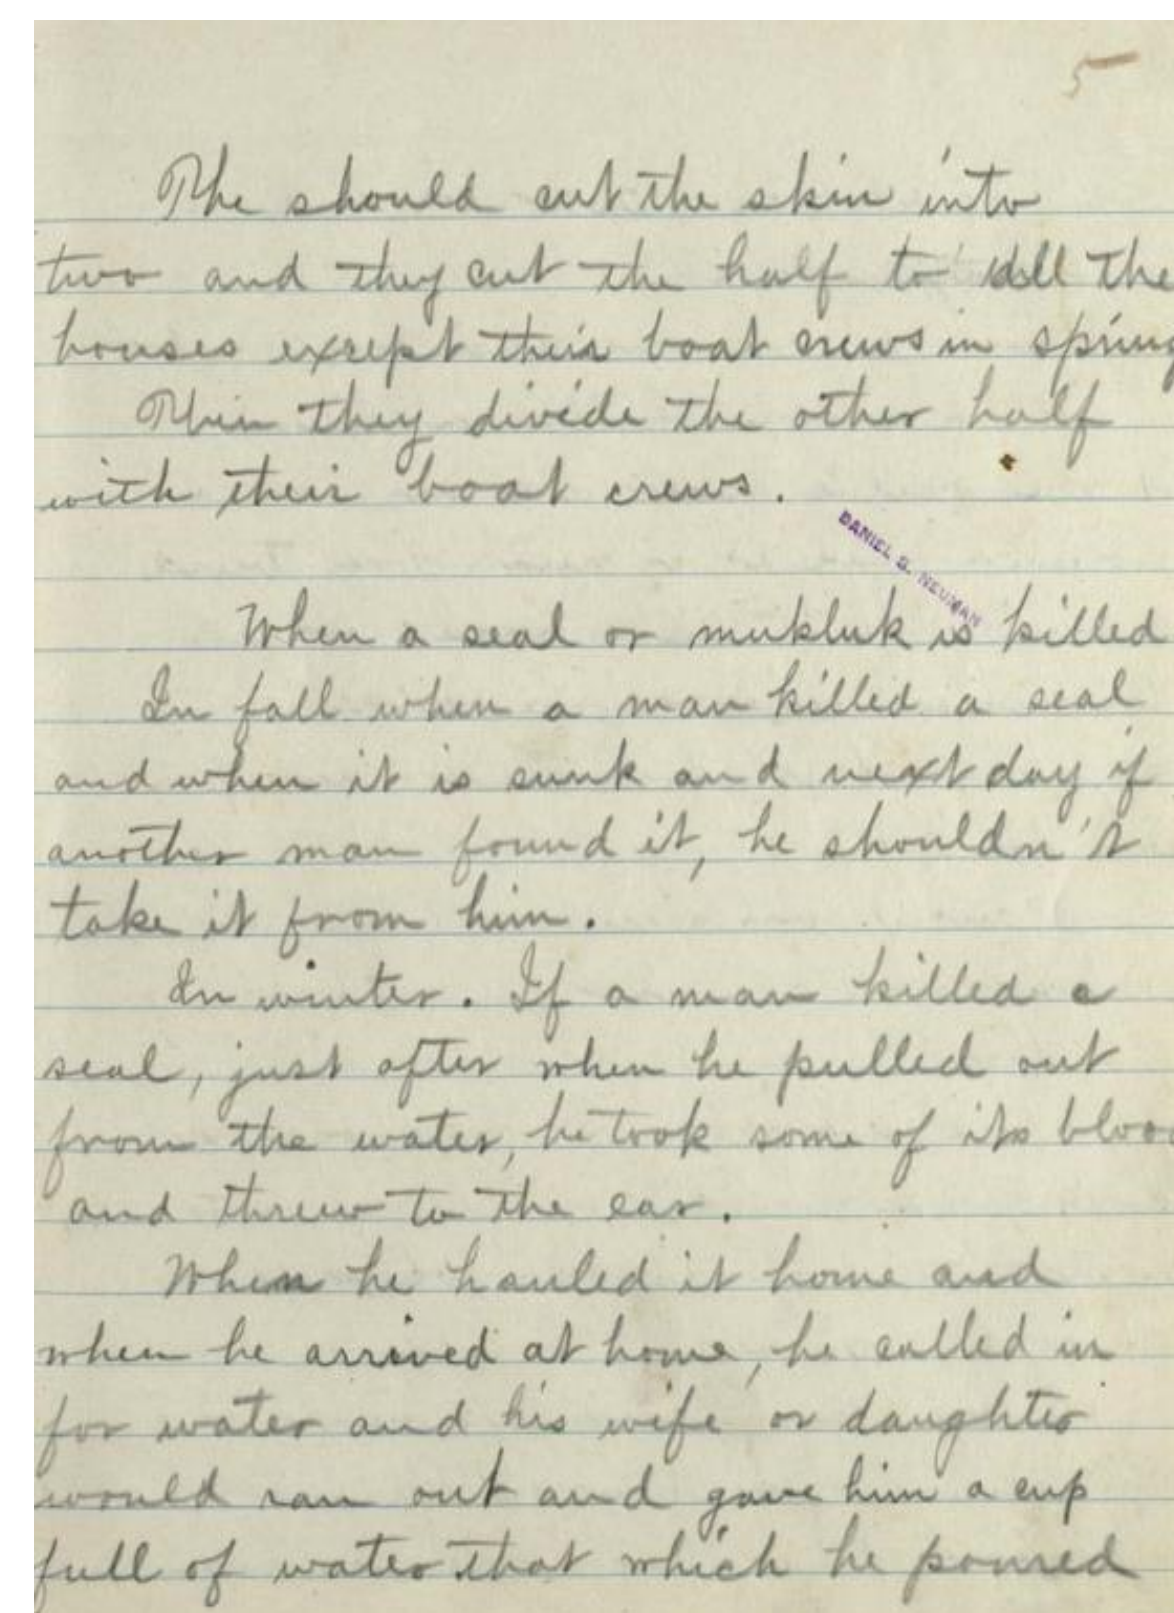 5
The should cut the skin into
two and they cut the half to all the
houses exsept their boat crews in spring
Then they divide the other half
with their boat crews.
DANIEL S. NEUMAN
When a seal or mukluk is killed
In fall when a man killed a seal
and when it is sunk and next day if
another man found it, he shouldn't
take it from him.
In winter. If a man killed a
seal, just after when he pulled out
from the water, he took some of its bloo
and threw to the ear.
When he hauled it home and
when he arrived at home, he called in
for water and his wife or daughter
would ran out and gave him a cup
full of water that which he poured